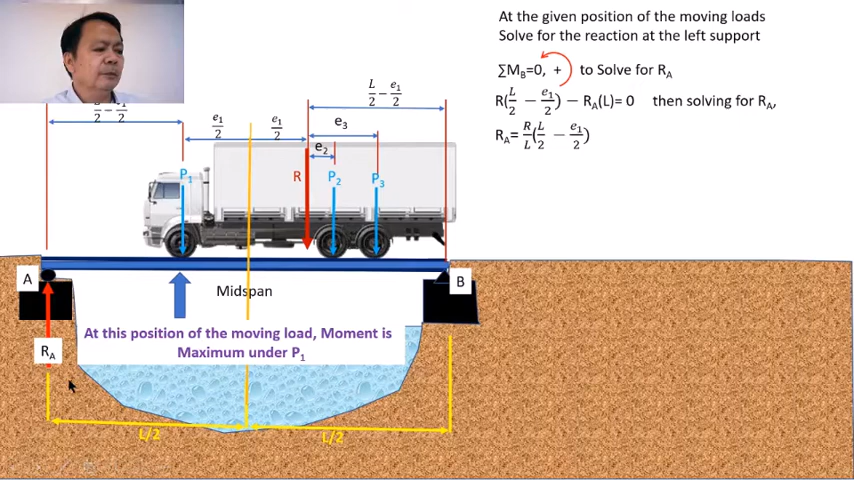 At the given position of the moving loads
Solve for the reaction at the left support
∑M_B=0, + to Solve for R_A
R(L/2 − e₁/2) − R_A(L)= 0 then solving for R_A,
R_A= R/L(L/2 − e₁/2)
L/2 − e₁/2
e₁/2
e₁/2
e₃
e₂
2 − 2
P₁
R
P₂
P₃
A
B
Midspan
At this position of the moving load, Moment is
Maximum under P₁
R_A
L/2
L/2